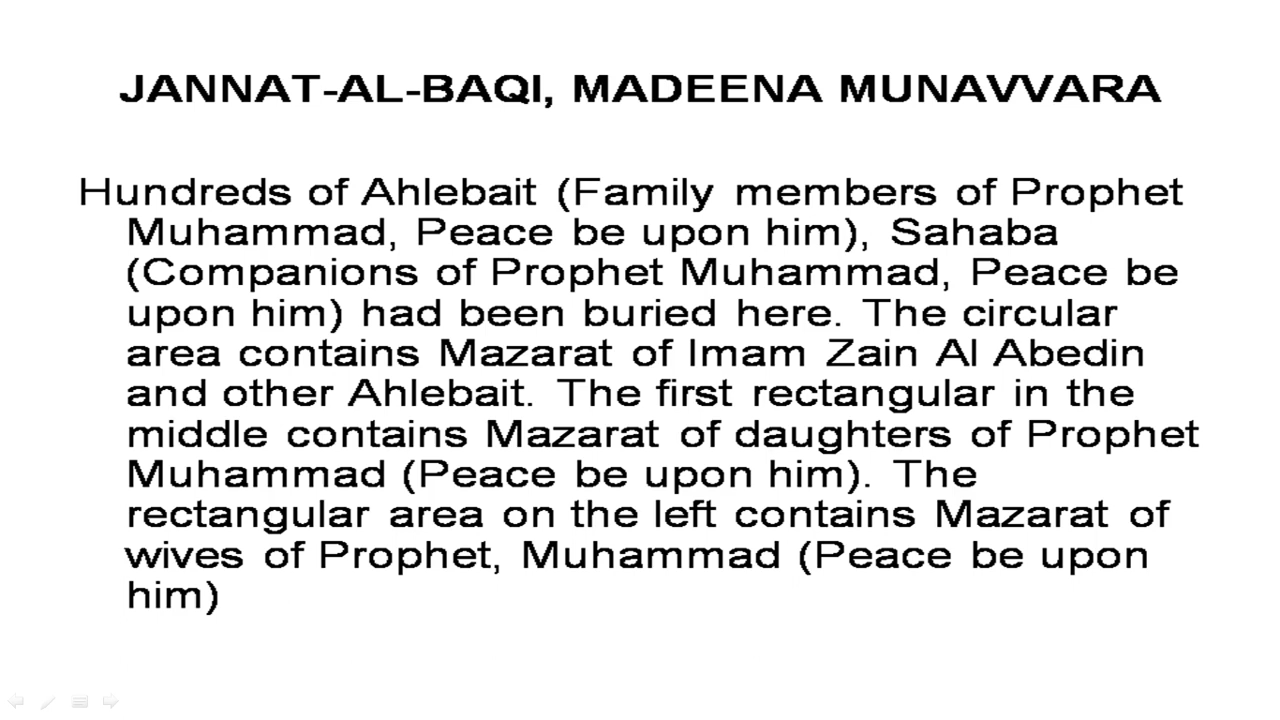 JANNAT-AL-BAQI, MADEENA MUNAVVARA
Hundreds of Ahlebait (Family members of Prophet
Muhammad, Peace be upon him), Sahaba
(Companions of Prophet Muhammad, Peace be
upon him) had been buried here. The circular
area contains Mazarat of Imam Zain Al Abedin
and other Ahlebait. The first rectangular in the
middle contains Mazarat of daughters of Prophet
Muhammad (Peace be upon him). The
rectangular area on the left contains Mazarat of
wives of Prophet, Muhammad (Peace be upon
him)